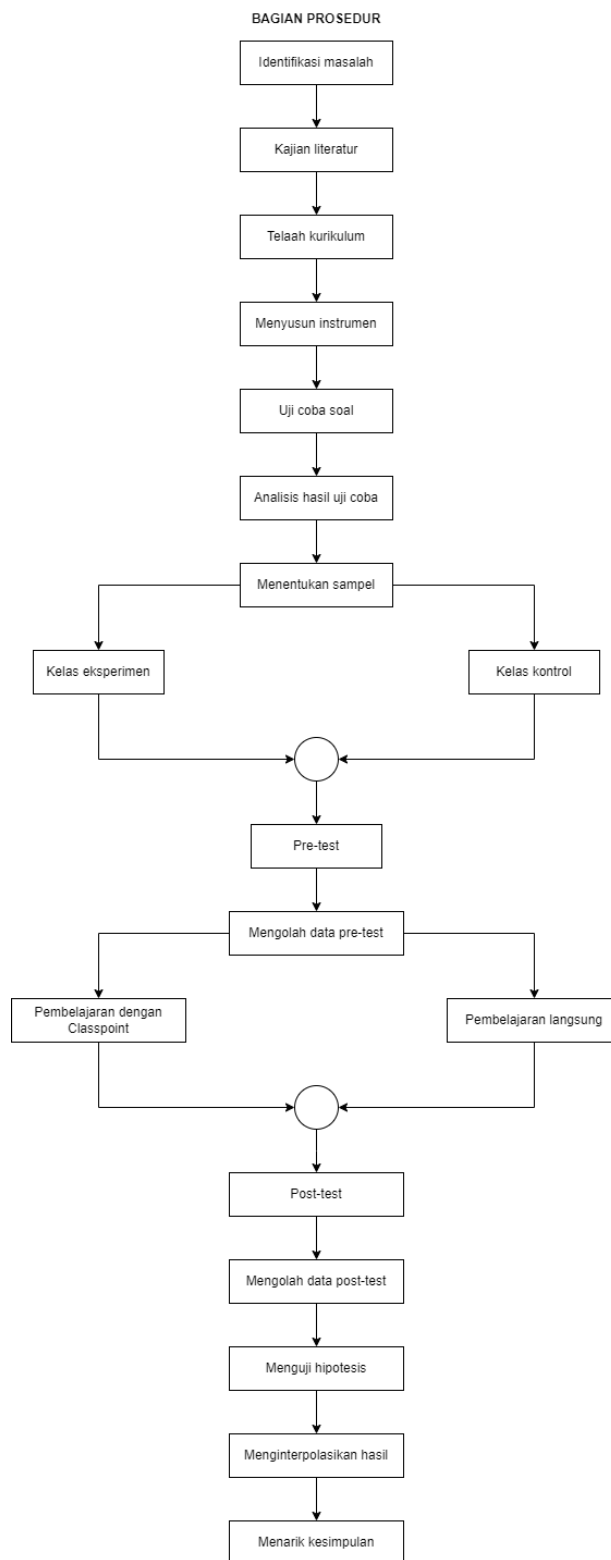 BAGIAN PROSEDUR
Identifikasi masalah
Kajian literatur
Telaah kurikulum
Menyusun instrumen
Uji coba soal
Analisis hasil uji coba
Menentukan sampel
Kelas eksperimen
Kelas kontrol
Pre-test
Mengolah data pre-test
Pembelajaran dengan
Classpoint
Pembelajaran langsung
Post-test
Mengolah data post-test
Menguji hipotesis
Menginterpolasikan hasil
Menarik kesimpulan